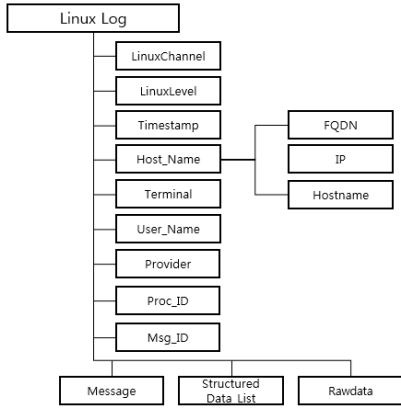 Linux Log
LinuxChannel
LinuxLevel
Timestamp
Host_Name
FQDN
IP
Hostname
Terminal
User_Name
Provider
Proc_ID
Msg_ID
Message
Structured
Data List
Rawdata